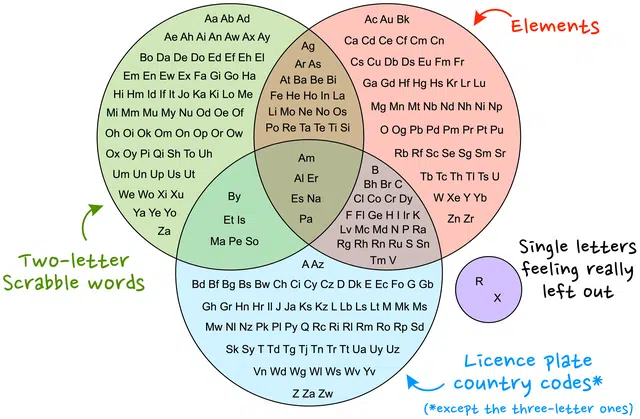 Aa Ab Ad
Ae Ah Ai An Aw Ax Ay
Bo Da De Do Ed Ef Eh El
Em En Ew Ex Fa Gi Go Ha
Hi Hm Id If It Jo Ka Ki Lo Me
Mi Mm Mu My Nu Od Oe Of
Oh Oi Ok Om On Op Or Ow
Ox Oy Pi Qi Sh To Uh
Um Un Up Us Ut
We Wo Xi Xu
Ya Ye Yo
Za
Ag
Ar As
At Ba Be Bi
Fe He Ho In La
Li Mo Ne No Os
Po Re Ta Te Ti Si
Ac Au Bk
Ca Cd Ce Cf Cm Cn
Cs Cu Db Ds Eu Fm Fr
Ga Gd Hf Hg Hs Kr Lr Lu
Mg Mn Mt Nb Nd Nh Ni Np
O Og Pb Pd Pm Pr Pt Pu
Rb Rf Sc Se Sg Sm Sr
Tb Tc Th Tl Ts U
W Xe Y Yb
Zn Zr
Elements
Am
Al Er
Es Na
Pa
By
Et Is
Ma Pe So
B
Bh Br C
Cl Co Cr Dy
F Fl Ge H I Ir K
Lv Mc Md N P Ra
Rg Rh Rn Ru S Sn
Tm V
A Az
Bd Bf Bg Bs Bw Ch Ci Cy Cz D Dk E Ec Fo G Gb
Gh Gr Hn Hr Il J Ja Ks Kz L Lb Ls Lt M Mk Ms
Mw Nl Nz Pk Pl Py Q Rc Ri Rl Rm Ro Rp Sd
Sk Sy T Td Tg Tj Tn Tr Tt Ua Uy Uz
Vn Wd Wg Wl Ws Wv Yv
Z Za Zw
Two-letter
Scrabble words
Single letters
feeling really
left out
R
X
Licence plate
country codes*
(*except the three-letter ones)